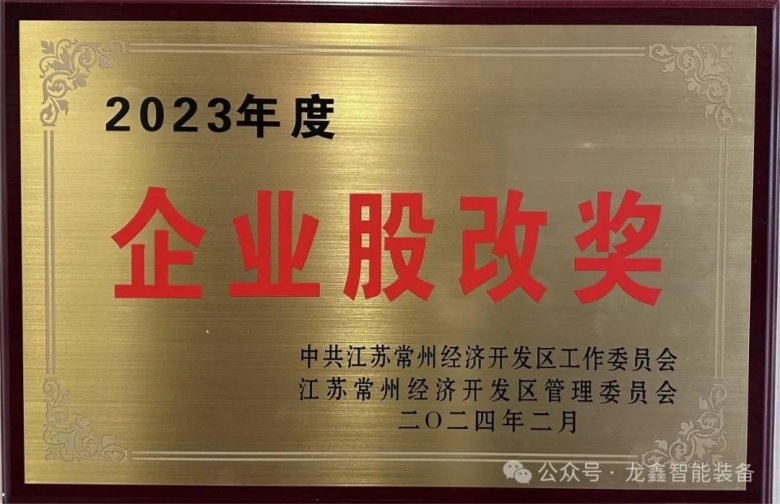 2023年度
企业股改奖
中共江苏常州经济开发区工作委员会
江苏常州经济开发区管理委员会
二〇二四年二月
公众号·龙鑫智能装备